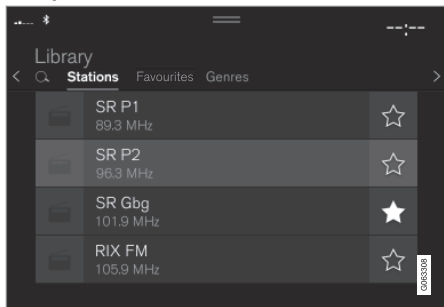 --:--
Library
Stations Favourites Genres
SR P1
89.3 MHz
SR P2
96.3 MHz
SR Gbg
101.9 MHz
RIX FM
105.9 MHz
G063308